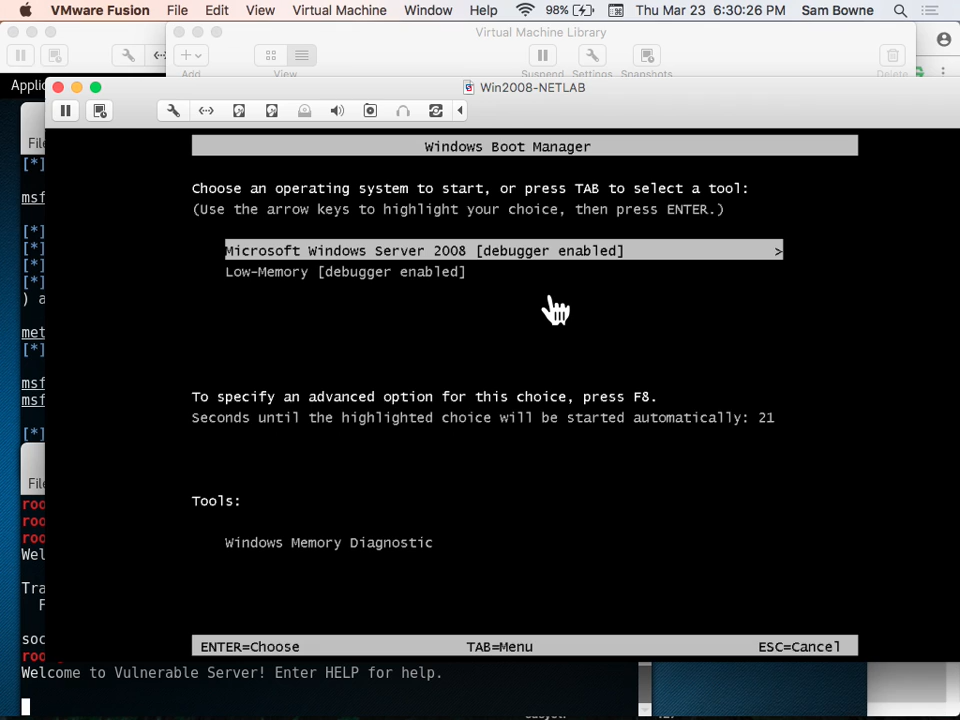 VMware Fusion File Edit View Virtual Machine Window Help 98% Thu Mar 23 6:30:26 PM Sam Bowne
Virtual Machine Library
Add View Suspend Settings Snapshots Delete
Applic
Win2008-NETLAB
File
[*]
msf
[*]
[*]
[*]
[*]
) a
met
[*]
msf
msf
[*]
Windows Boot Manager
Choose an operating system to start, or press TAB to select a tool:
(Use the arrow keys to highlight your choice, then press ENTER.)
Microsoft Windows Server 2008 [debugger enabled] >
Low-Memory [debugger enabled]
To specify an advanced option for this choice, press F8.
Seconds until the highlighted choice will be started automatically: 21
Tools:
Windows Memory Diagnostic
ENTER=Choose TAB=Menu ESC=Cancel
File
roo
roo
roo
Wel
Tra
F
soc
roo
Welcome to Vulnerable Server! Enter HELP for help.